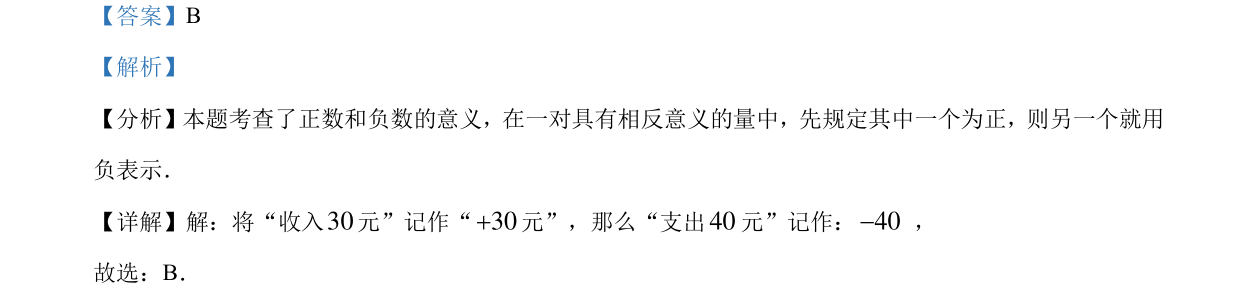 【答案】B
【解析】
【分析】本题考查了正数和负数的意义，在一对具有相反意义的量中，先规定其中一个为正，则另一个就用
负表示．
【详解】解：将“收入30元”记作“+30元”，那么“支出40元”记作：−40 ，
故选：B．